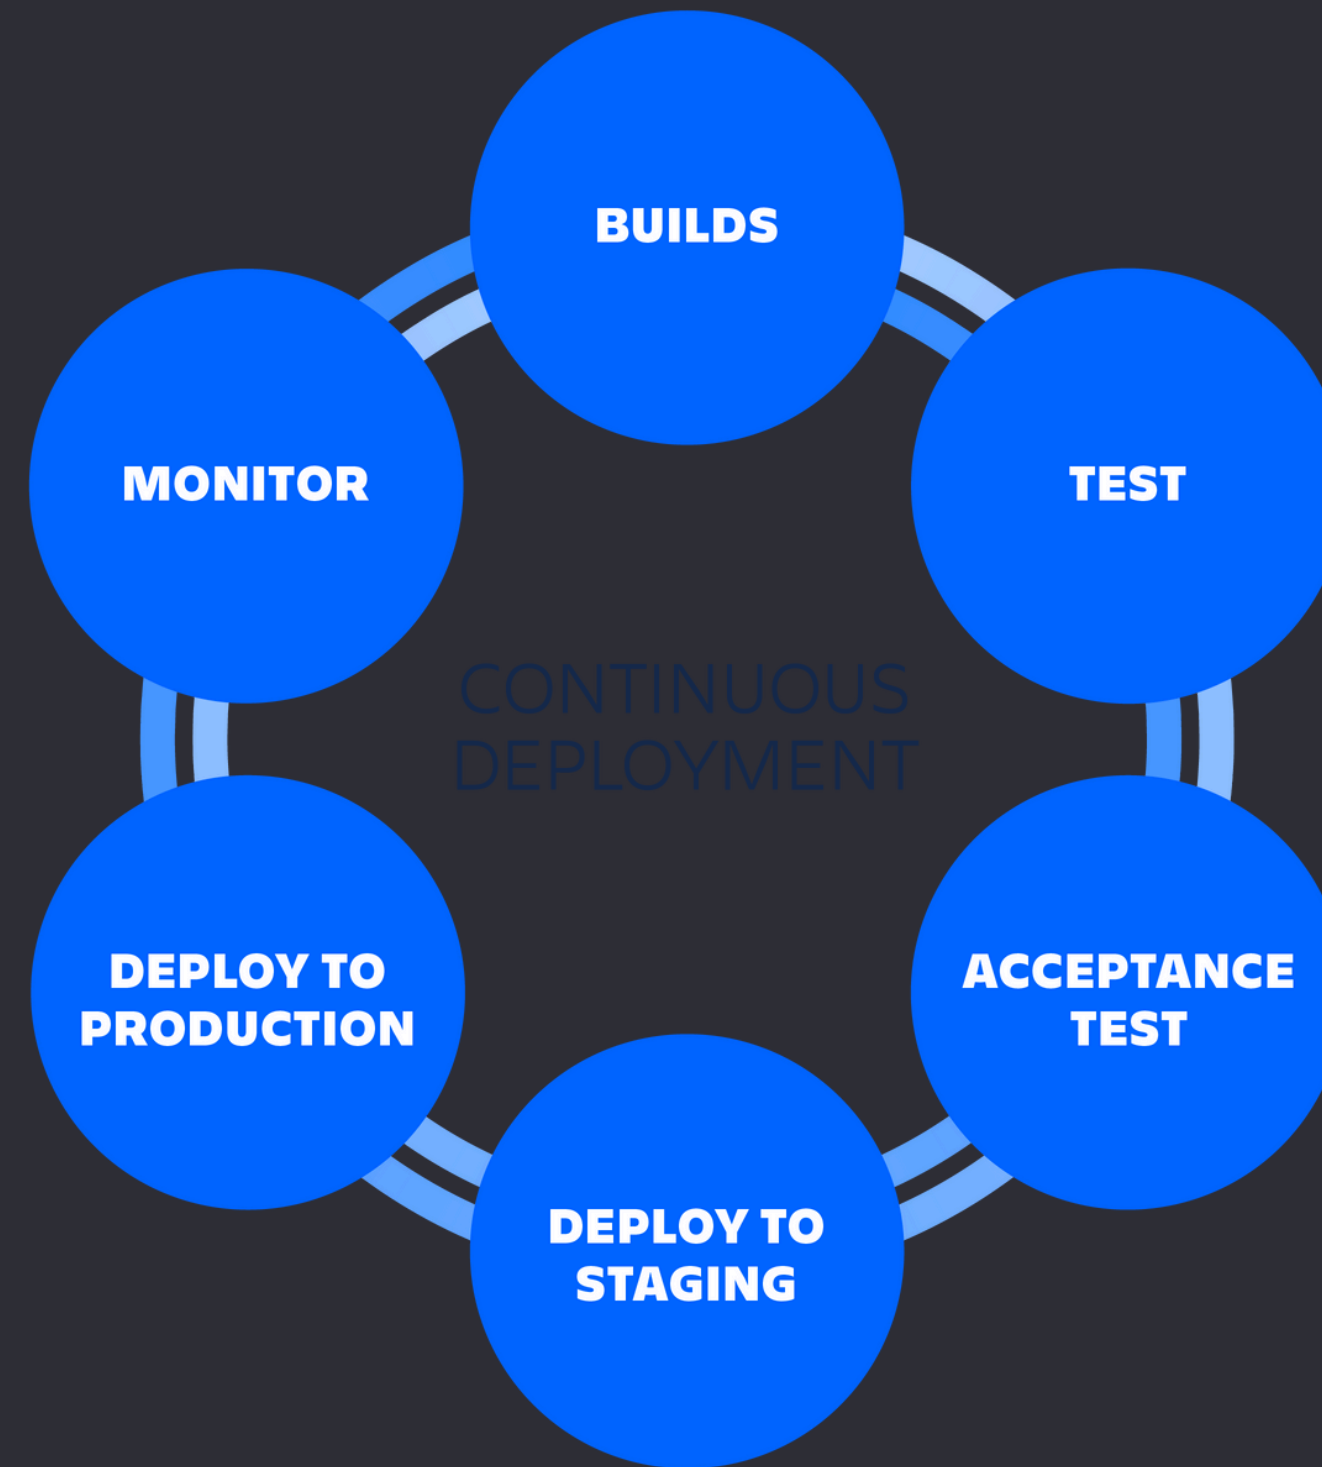 BUILDS
TEST
ACCEPTANCE
TEST
DEPLOY TO
STAGING
DEPLOY TO
PRODUCTION
MONITOR
CONTINUOUS
DEPLOYMENT